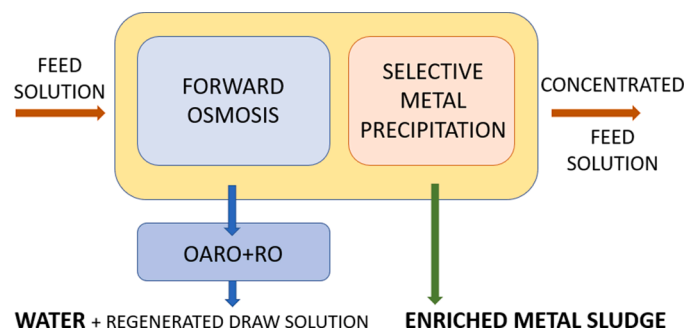 FEED
SOLUTION
FORWARD
OSMOSIS
SELECTIVE
METAL
PRECIPITATION
CONCENTRATED
FEED
SOLUTION
OARO+RO
WATER + REGENERATED DRAW SOLUTION
ENRICHED METAL SLUDGE